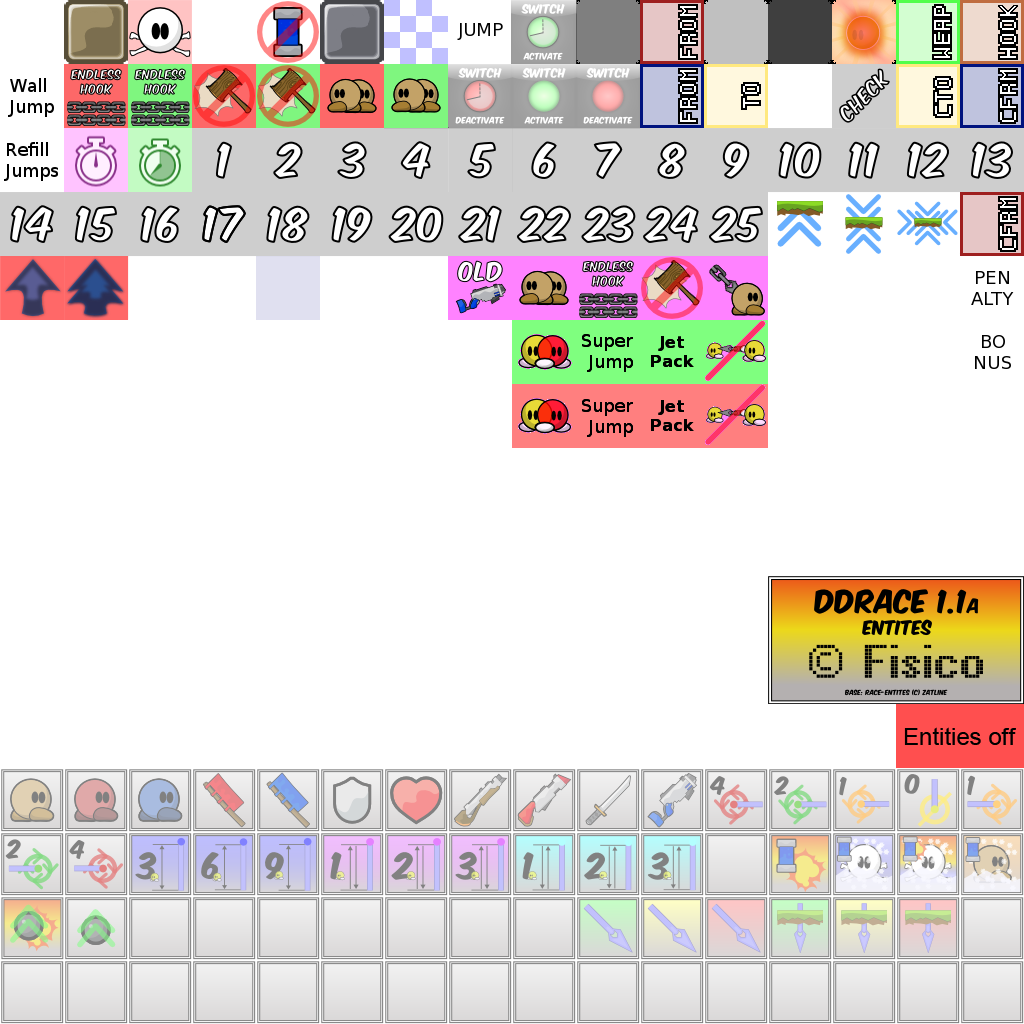 JUMP
SWITCH
ACTIVATE
FROM
WEAP
HOOK
Wall
Jump
ENDLESS
HOOK
ENDLESS
HOOK
SWITCH
DEACTIVATE
SWITCH
ACTIVATE
SWITCH
DEACTIVATE
FROM
TO
CHECK
CTO
CFRM
Refill
Jumps
1 2 3 4 5 6 7 8 9 10 11 12 13
14 15 16 17 18 19 20 21 22 23 24 25
CFRM
OLD
ENDLESS
HOOK
PEN
ALTY
Super
Jump
Jet
Pack
BO
NUS
Super
Jump
Jet
Pack
DDRACE 1.1A
ENTITES
© Fisico
BASE: RACE-ENTITES (C) ZATLINE
Entities off
4 2 1 0 1
2 4 3 6 9 1 2 3 1 2 3